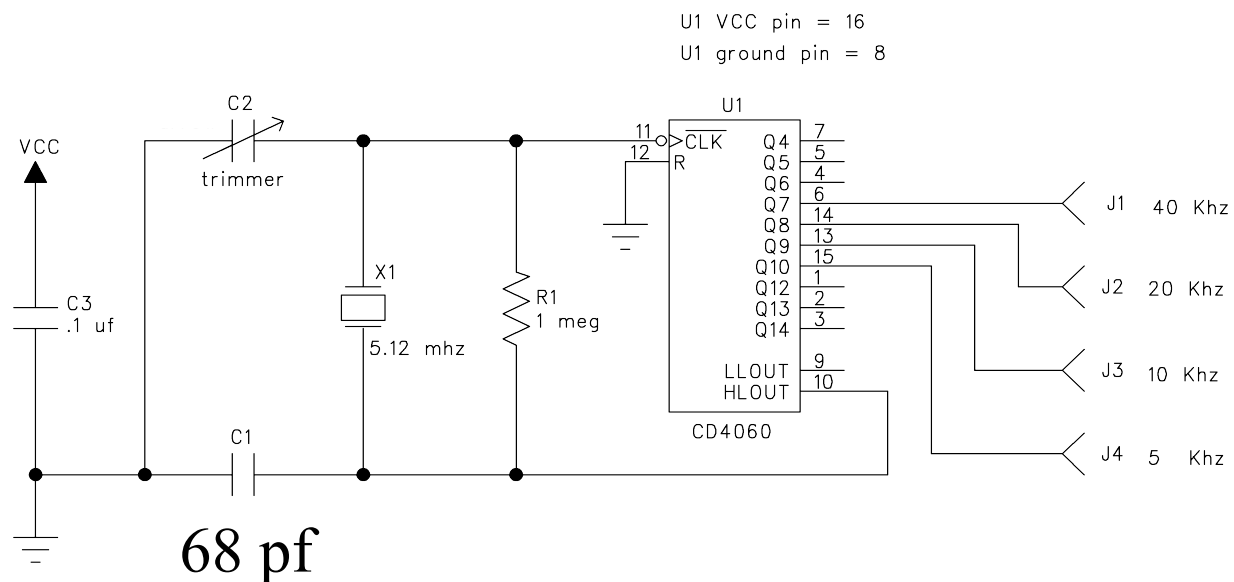 U1 VCC pin = 16
U1 ground pin = 8
C2
trimmer
VCC
C3
.1 uf
X1
5.12 mhz
R1
1 meg
C1
68 pf
U1
11 CLK
12 R
Q4 7
Q5 5
Q6 4
Q7 6
Q8 14
Q9 13
Q10 15
Q12 1
Q13 2
Q14 3
LLOUT 9
HLOUT 10
CD4060
J1 40 Khz
J2 20 Khz
J3 10 Khz
J4 5 Khz